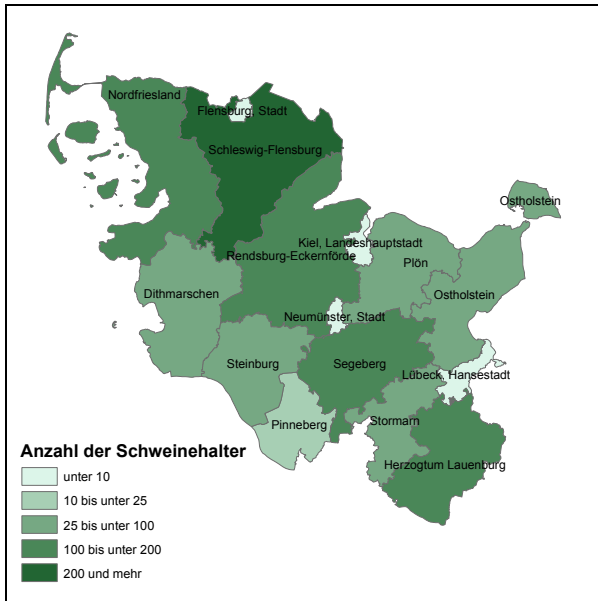 Nordfriesland
Flensburg, Stadt
Schleswig-Flensburg
Ostholstein
Kiel, Landeshauptstadt
Rendsburg-Eckernförde
Plön
Dithmarschen
Ostholstein
Neumünster, Stadt
Steinburg
Segeberg
Lübeck, Hansestadt
Pinneberg
Stormarn
Herzogtum Lauenburg
Anzahl der Schweinehalter
unter 10
10 bis unter 25
25 bis unter 100
100 bis unter 200
200 und mehr